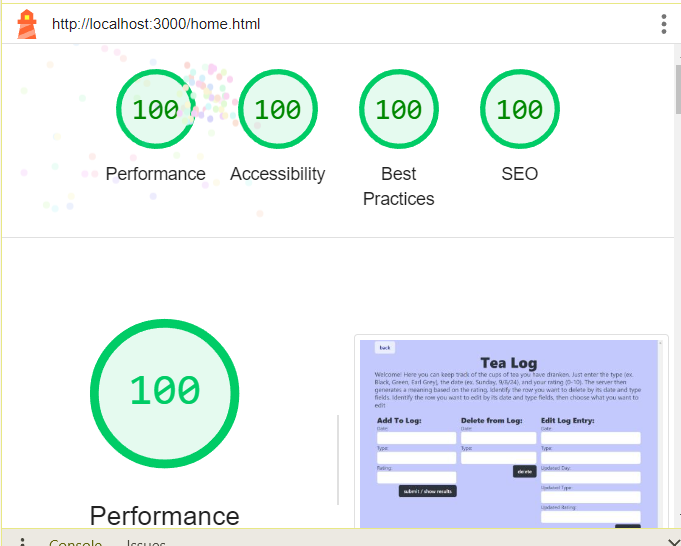 http://localhost:3000/home.html
100 100 100 100
Performance Accessibility Best Practices SEO
100
Performance
back
Tea Log
Welcome! Here you can keep track of the cups of tea you have dranken. Just enter the type (ex.
Black, Green, Earl Grey), the date (ex. Sunday, 9/8/24), and your rating (0-10). The server then
generates a meaning based on the rating. Identify the row you want to delete by its date and type
fields. Identify the row you want to edit by its date and type fields, then choose what you want to
edit
Add To Log: Delete from Log: Edit Log Entry:
Date: Date: Date:
Type: Type: Type:
Rating: delete Updated Day:
submit / show results Updated Type:
Updated Rating:
Console Issues